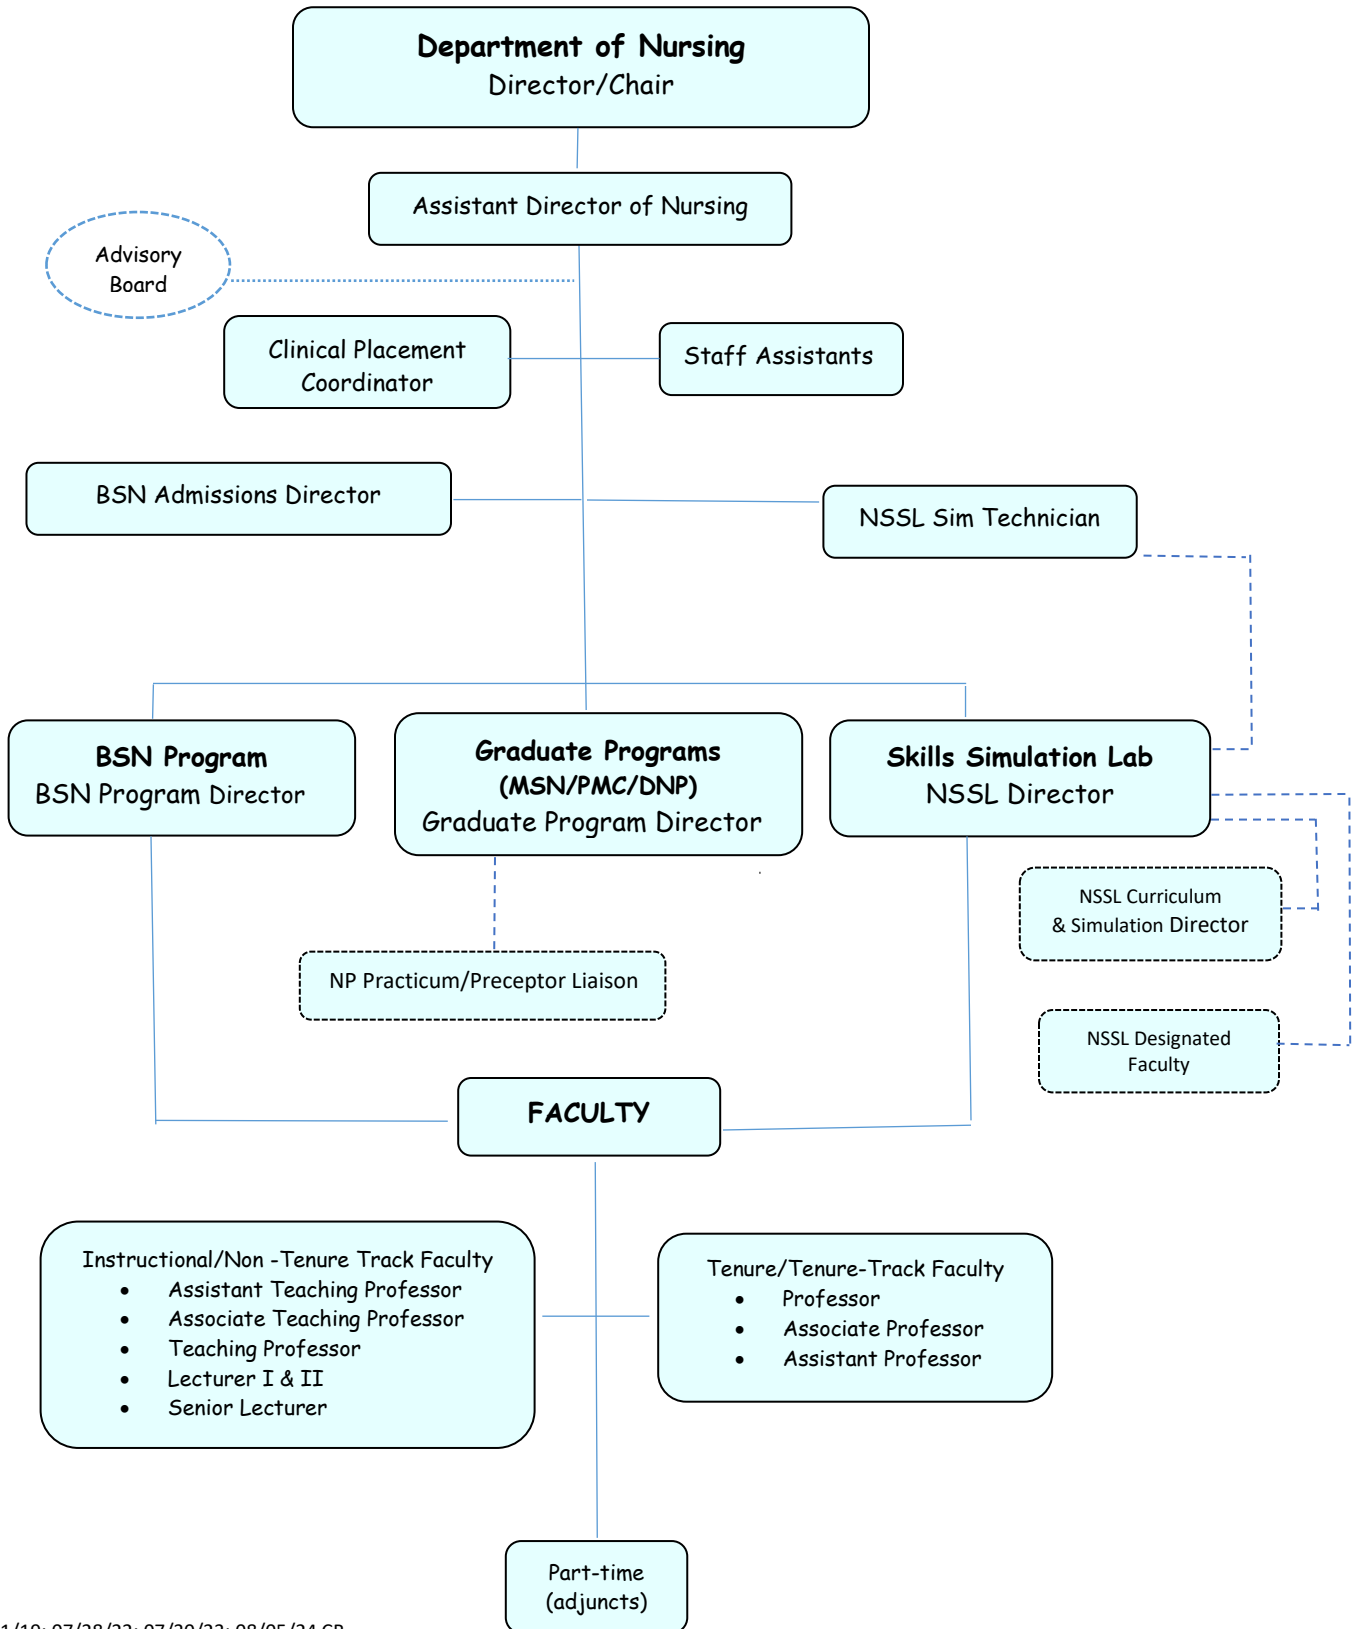 Department of Nursing
Director/Chair
Assistant Director of Nursing
Advisory
Board
Clinical Placement
Coordinator
Staff Assistants
BSN Admissions Director
NSSL Sim Technician
BSN Program
BSN Program Director
Graduate Programs
(MSN/PMC/DNP)
Graduate Program Director
Skills Simulation Lab
NSSL Director
NSSL Curriculum
& Simulation Director
NP Practicum/Preceptor Liaison
NSSL Designated
Faculty
FACULTY
Instructional/Non -Tenure Track Faculty
• Assistant Teaching Professor
• Associate Teaching Professor
• Teaching Professor
• Lecturer I & II
• Senior Lecturer
Tenure/Tenure-Track Faculty
• Professor
• Associate Professor
• Assistant Professor
Part-time
(adjuncts)